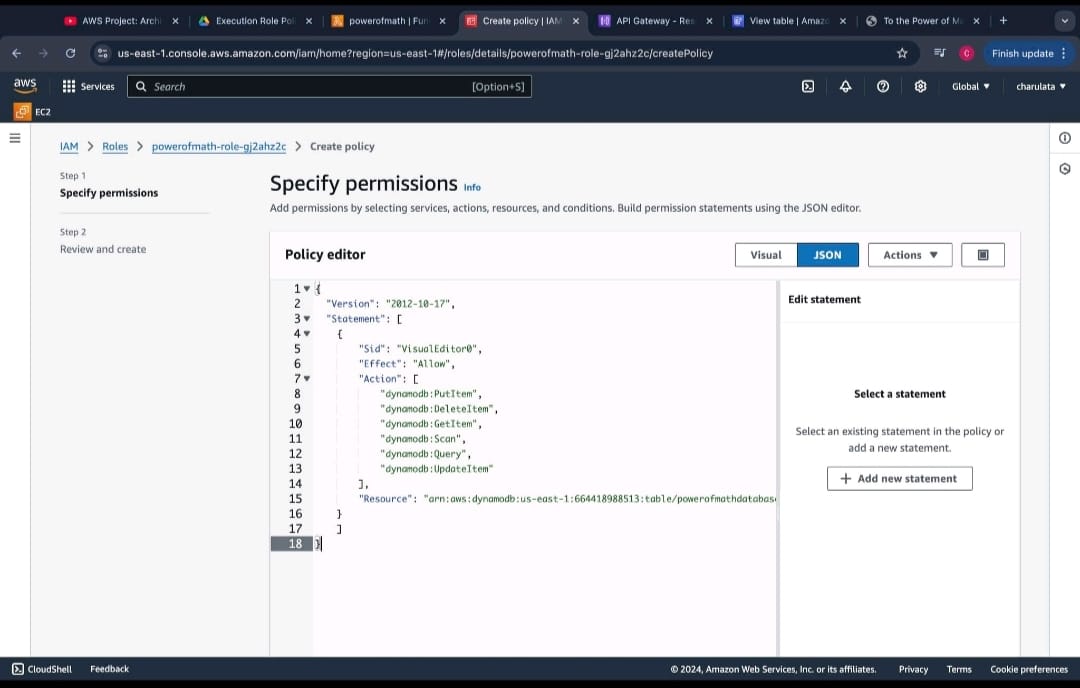 AWS Project: Archi
Execution Role Pol
powerofmath | Fun
Create policy | IAM
API Gateway - Res
View table | Amazo
To the Power of Ma
us-east-1.console.aws.amazon.com/iam/home?region=us-east-1#/roles/details/powerofmath-role-gj2ahz2c/createPolicy
C
Finish update
aws
Services
Search
[Option+S]
Global
charulata
EC2
IAM > Roles > powerofmath-role-gj2ahz2c > Create policy
Step 1
Specify permissions
Step 2
Review and create
Specify permissions Info
Add permissions by selecting services, actions, resources, and conditions. Build permission statements using the JSON editor.
Policy editor
Visual
JSON
Actions
1 {
2 "Version": "2012-10-17",
3 "Statement": [
4 {
5 "Sid": "VisualEditor0",
6 "Effect": "Allow",
7 "Action": [
8 "dynamodb:PutItem",
9 "dynamodb:DeleteItem",
10 "dynamodb:GetItem",
11 "dynamodb:Scan",
12 "dynamodb:Query",
13 "dynamodb:UpdateItem"
14 ],
15 "Resource": "arn:aws:dynamodb:us-east-1:664418988513:table/powerofmathdatabase
16 }
17 ]
18 }
Edit statement
Select a statement
Select an existing statement in the policy or
add a new statement.
+ Add new statement
CloudShell
Feedback
© 2024, Amazon Web Services, Inc. or its affiliates.
Privacy
Terms
Cookie preferences